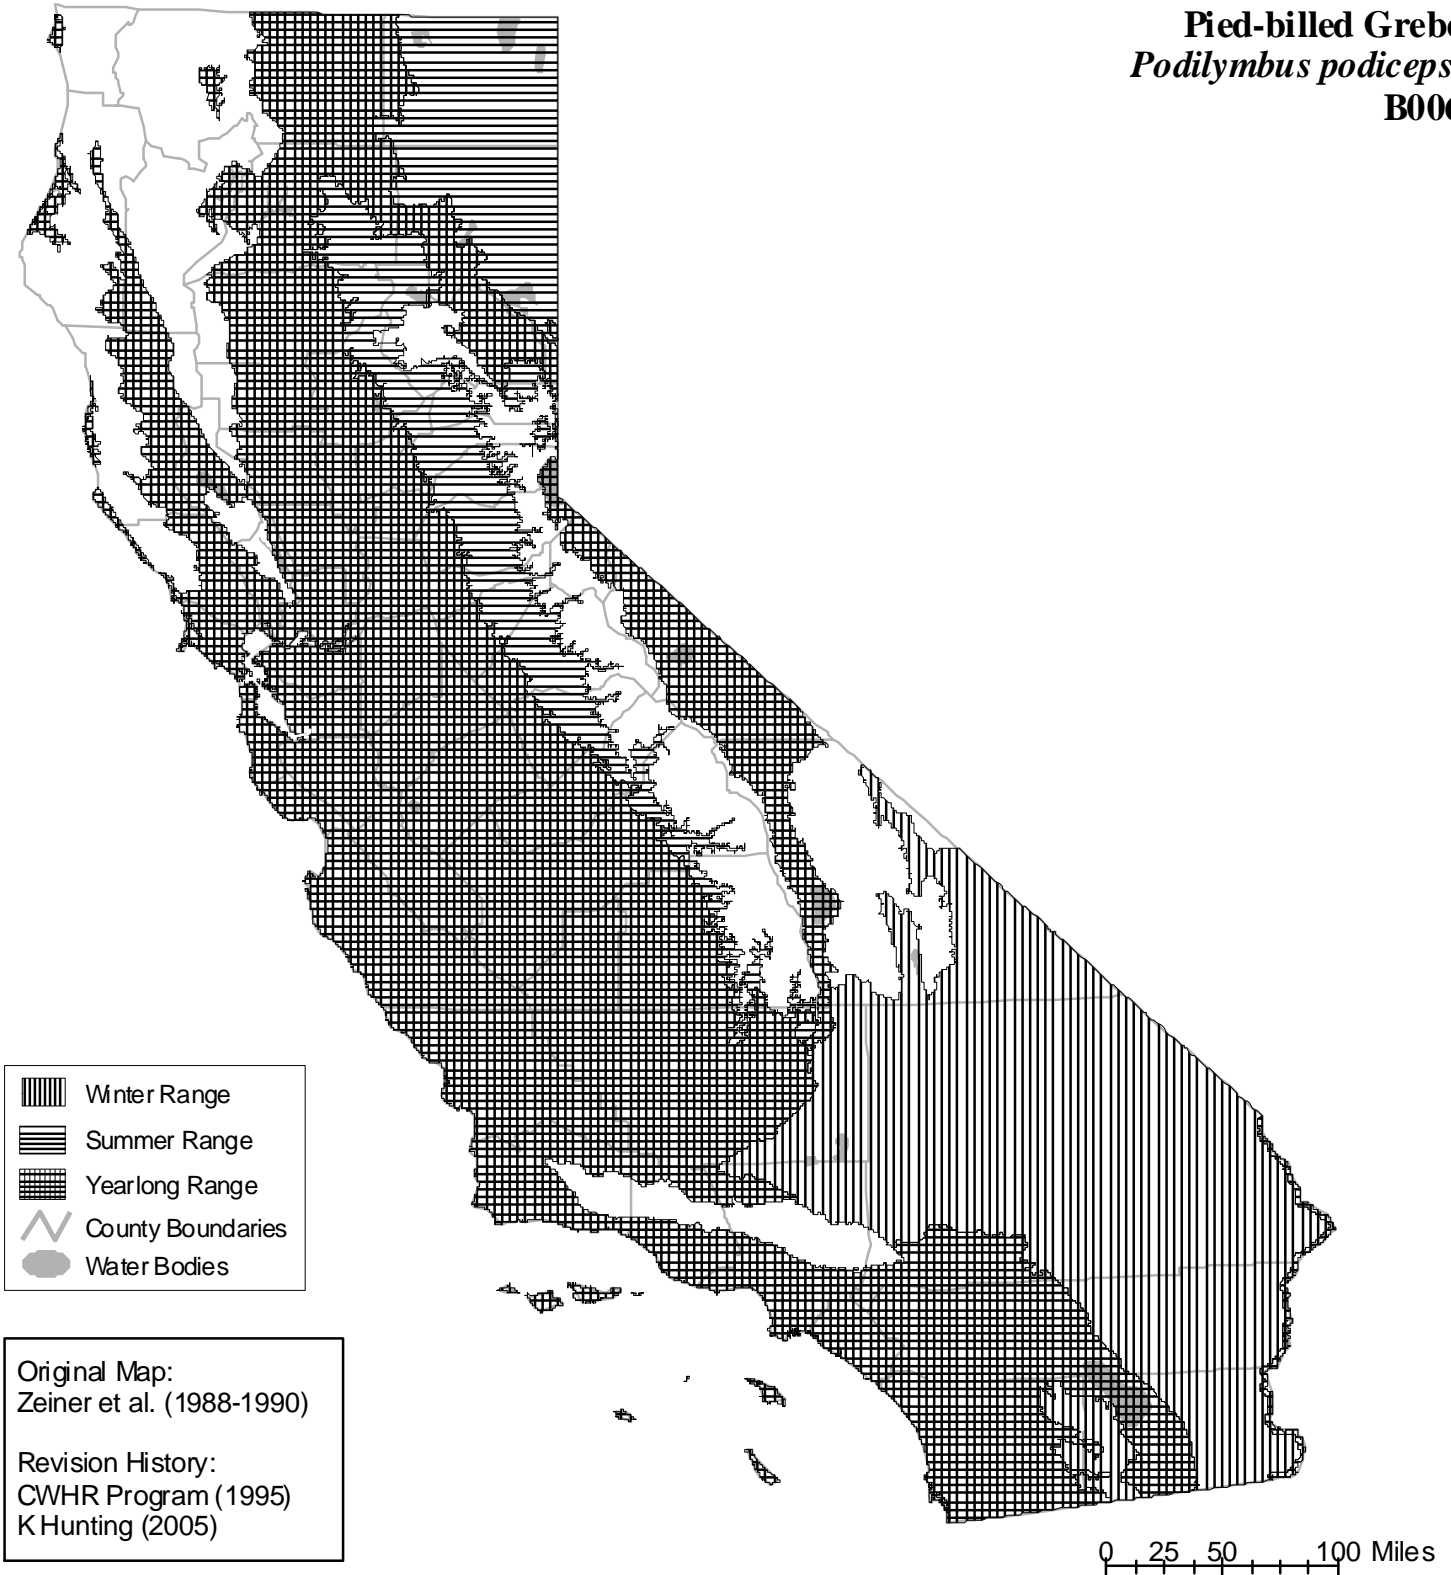 Pied-billed Grebe
Podilymbus podiceps
B006
Winter Range
Summer Range
Yearlong Range
County Boundaries
Water Bodies
Original Map:
Zeiner et al. (1988-1990)
Revision History:
CWHR Program (1995)
K Hunting (2005)
0 25 50 100 Miles